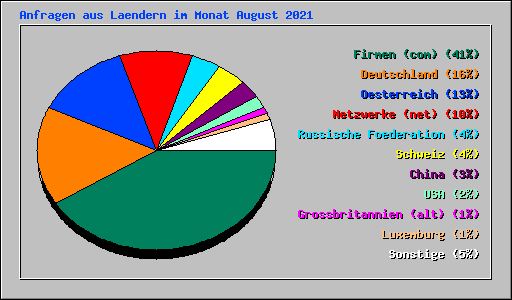 Anfragen aus Laendern im Monat August 2021
Firmen (com) (41%)
Deutschland (16%)
Oesterreich (13%)
Netzwerke (net) (10%)
Russische Foederation (4%)
Schweiz (4%)
China (3%)
USA (2%)
Grossbritannien (alt) (1%)
Luxemburg (1%)
Sonstige (5%)